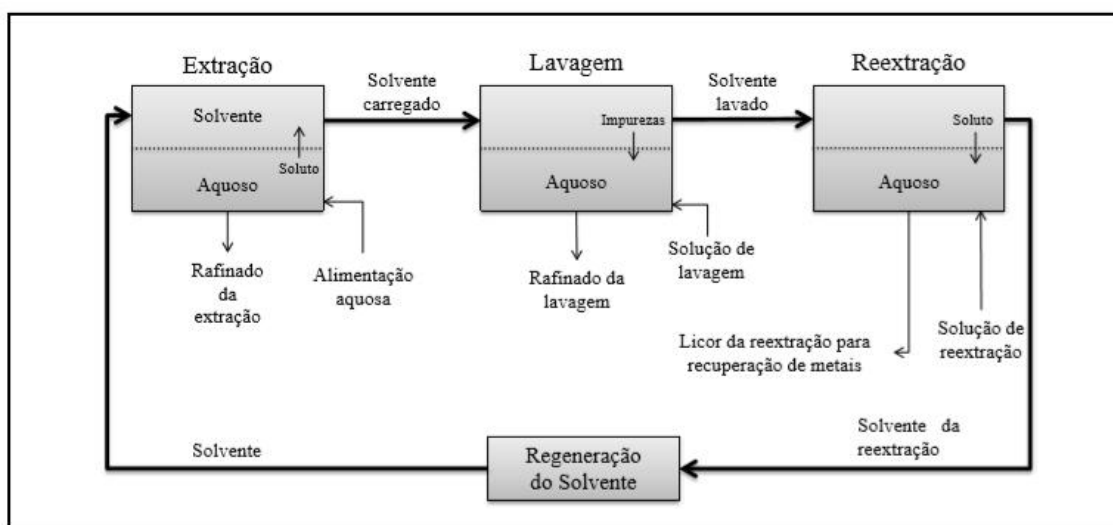 Extração
Solvente
Soluto
Aquoso
Rafinado
da
extração
Alimentação
aquosa
Solvente
carregado
Lavagem
Impurezas
Aquoso
Rafinado da
lavagem
Solução de
lavagem
Solvente
lavado
Reextração
Soluto
Aquoso
Licor da reextração para
recuperação de metais
Solução de
reextração
Solvente da
reextração
Regeneração
do Solvente
Solvente